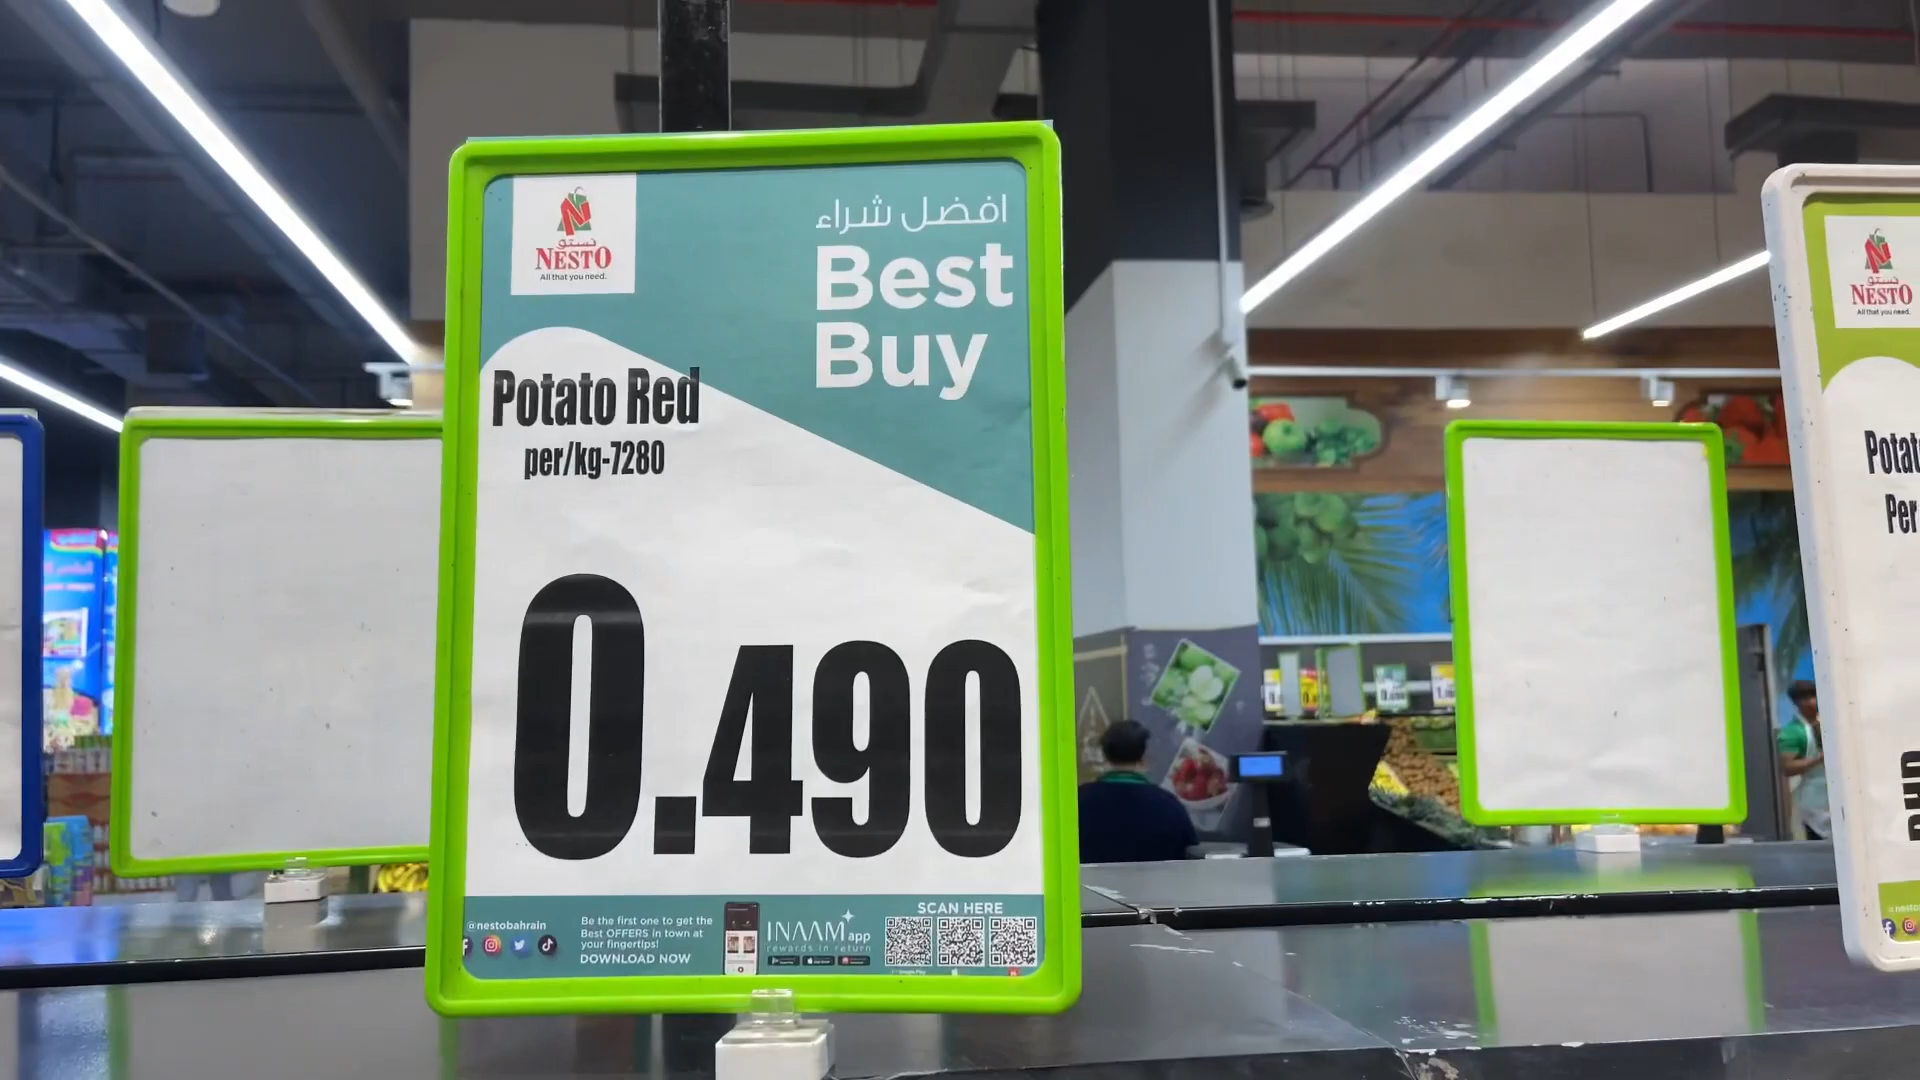 نستو
NESTO
All that you need.
افضل شراء
Best
Buy
Potato Red
per/kg-7280
0.490
@nestobahrain
Be the first one to get the
Best OFFERS in town at
your fingertips!
DOWNLOAD NOW
INAAM app
rewards in return
SCAN HERE
نستو
NESTO
All that you need.
Per